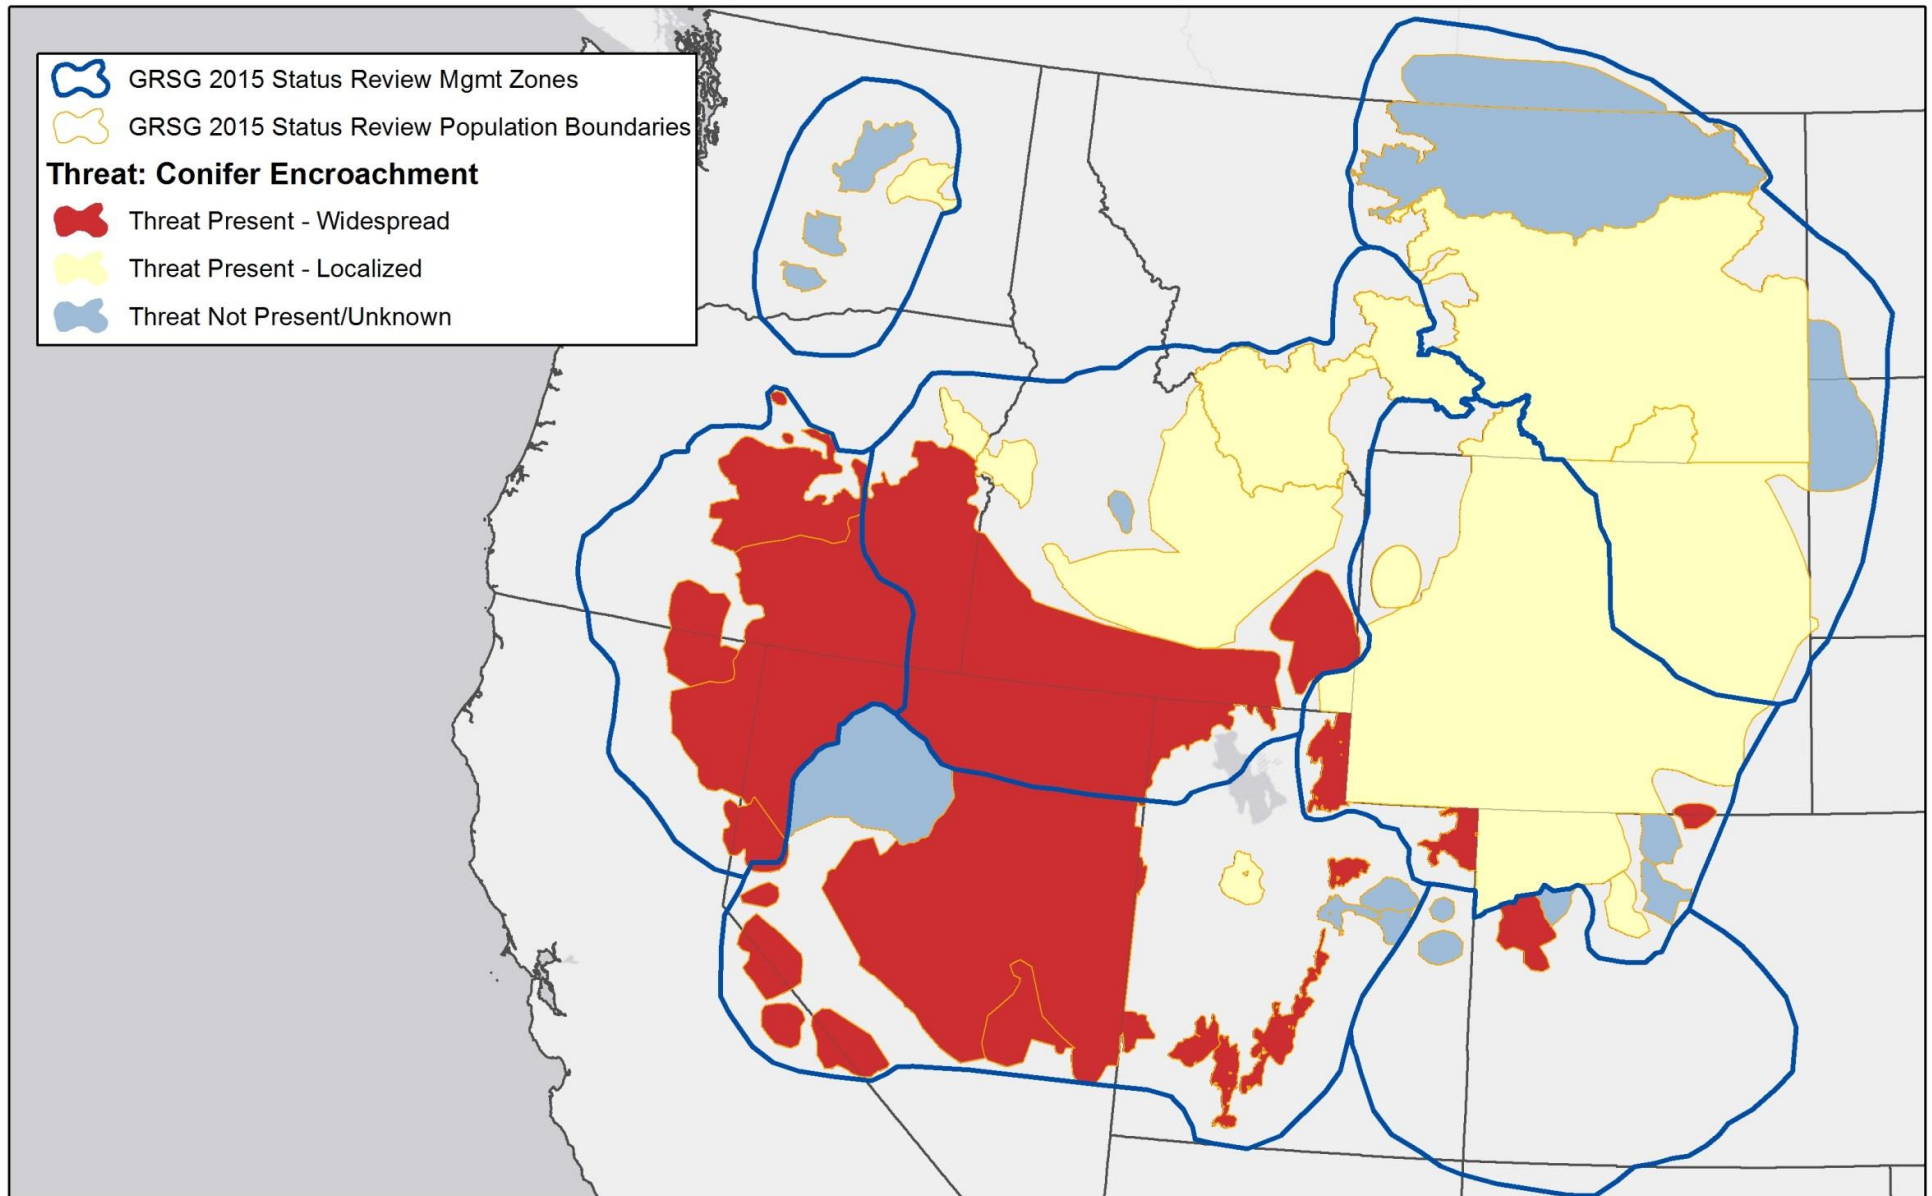 GRSG 2015 Status Review Mgmt Zones
GRSG 2015 Status Review Population Boundaries
Threat: Conifer Encroachment
Threat Present - Widespread
Threat Present - Localized
Threat Not Present/Unknown